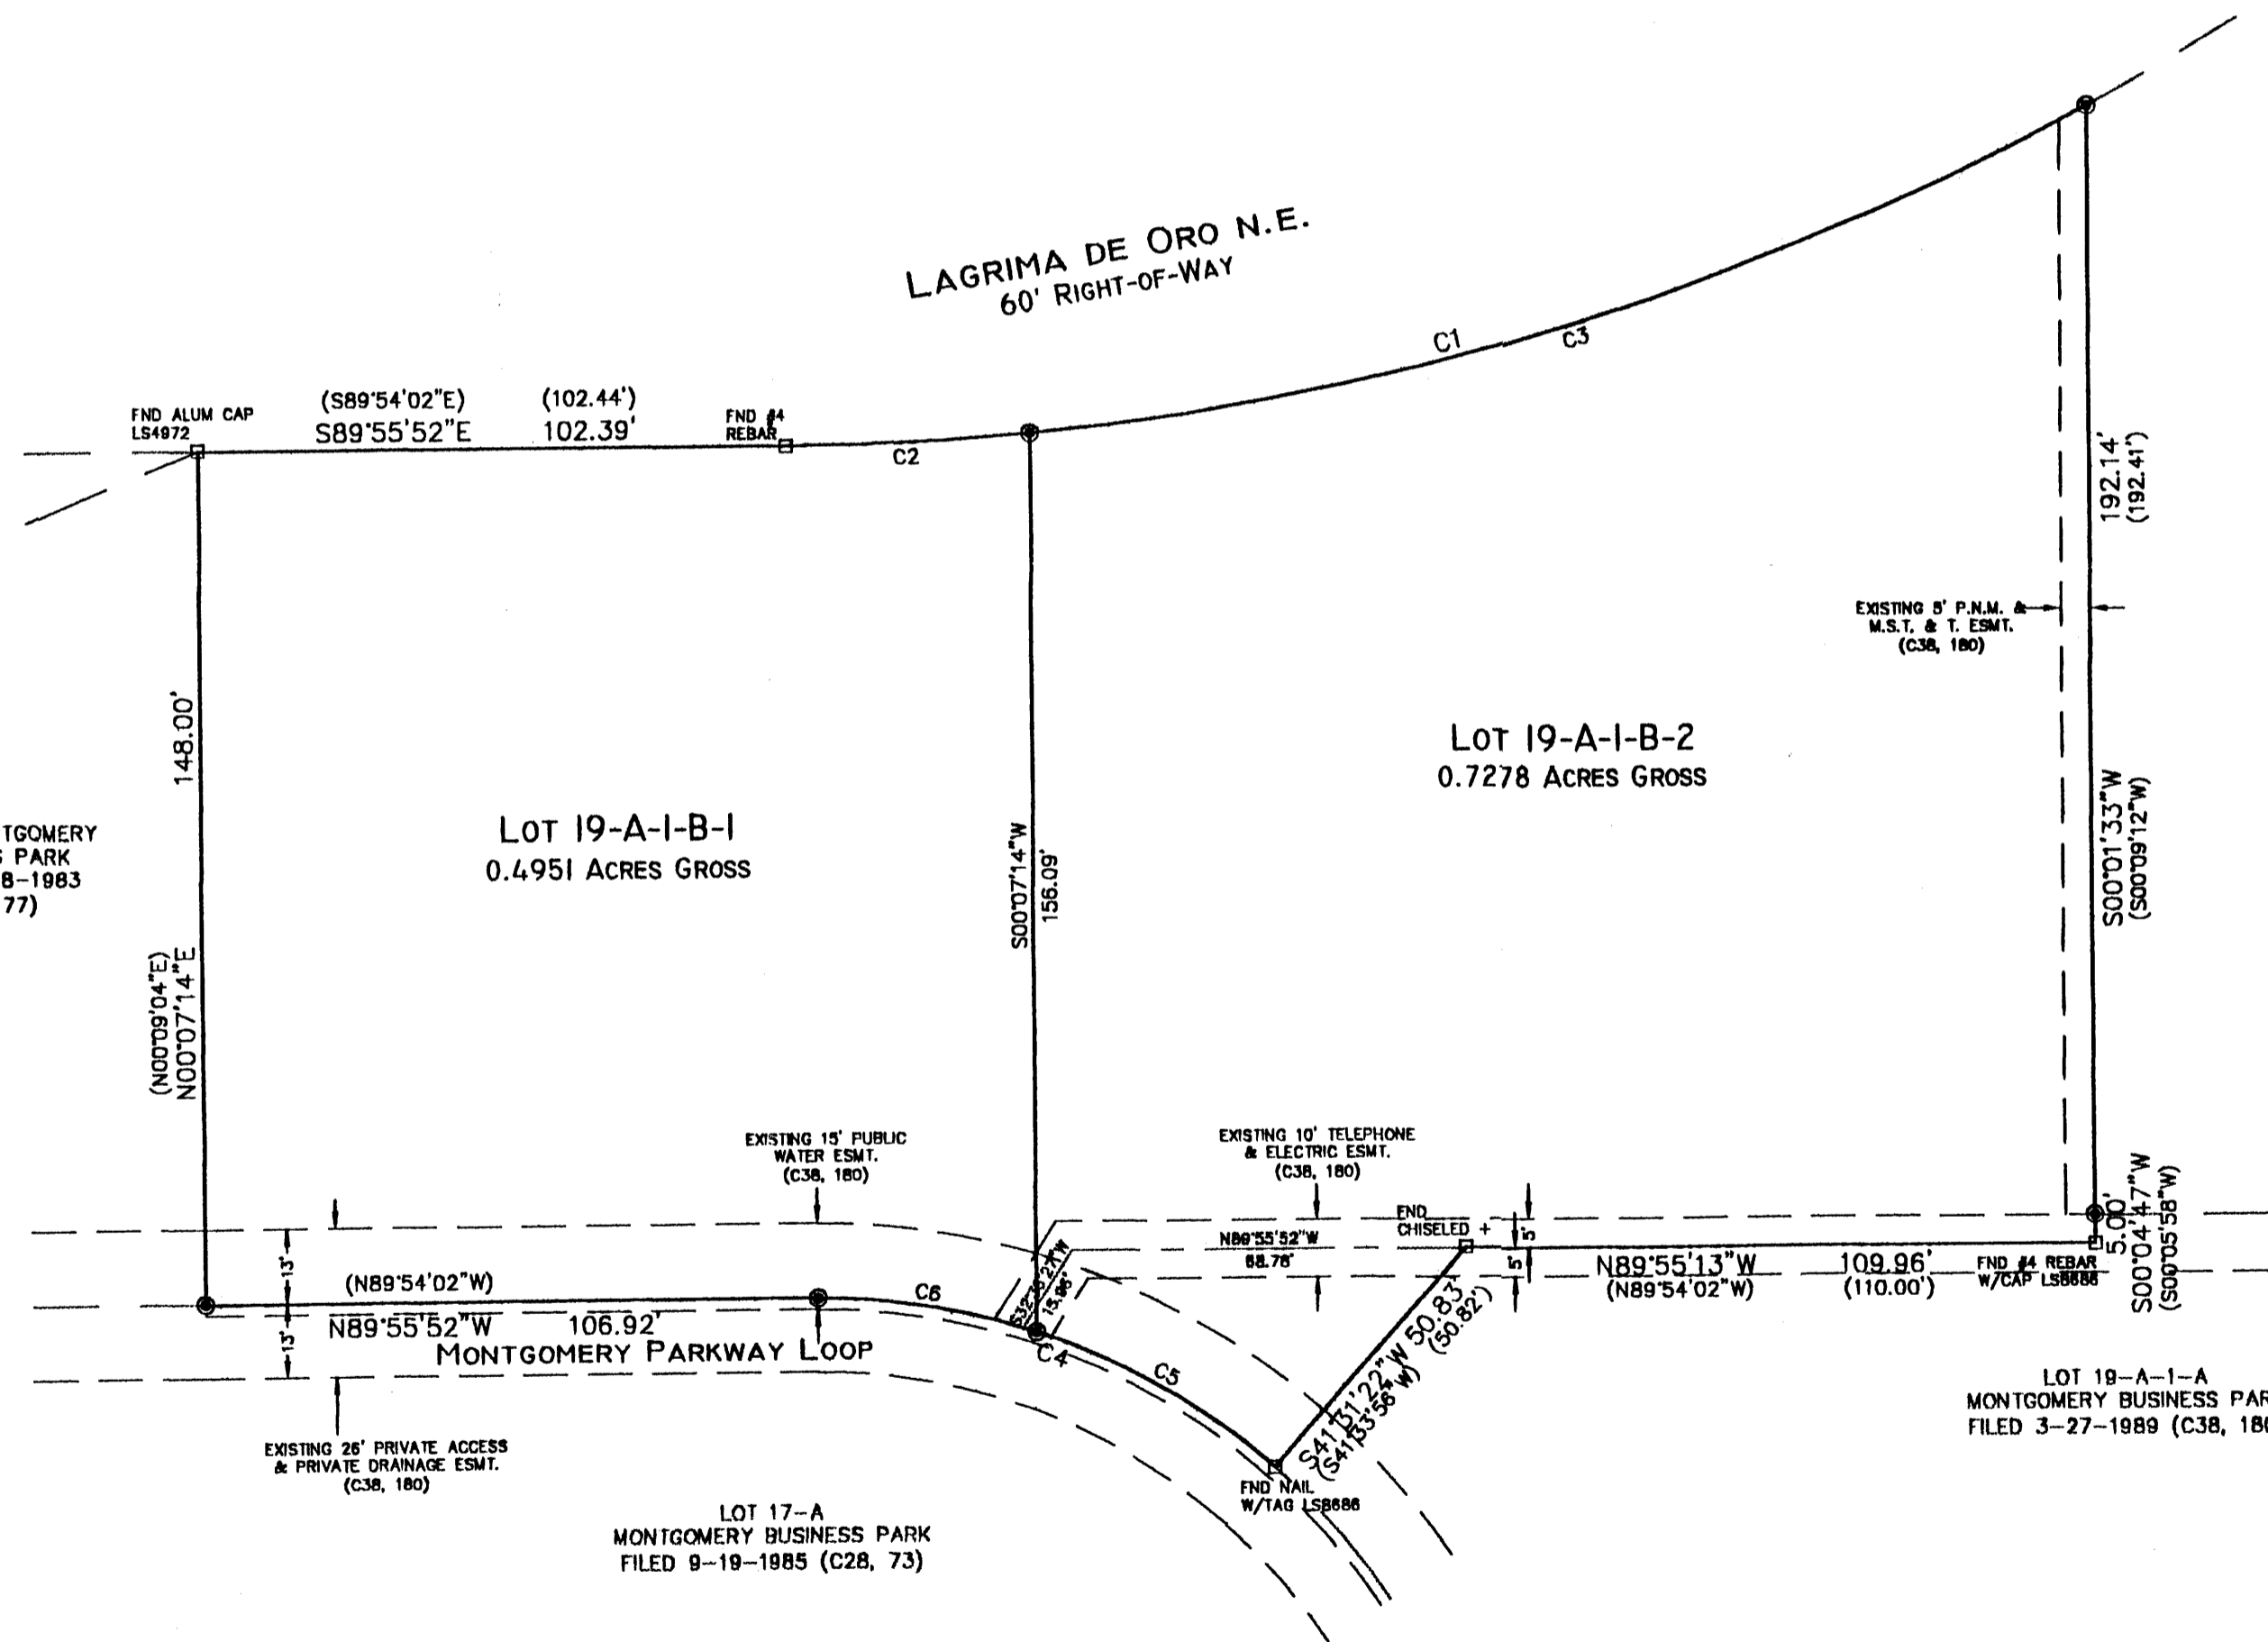 LAGRIMA DE ORO N.E.
60' RIGHT-OF-WAY
C1
C3
FND ALUM CAP
LS4972
(S89°54'02"E) (102.44')
S89°55'52"E 102.39'
FND #4
REBAR
C2
192.14'
(192.41')
EXISTING 5' P.N.M. &
M.S.T. & T. ESMT.
(C38, 180)
148.00'
LOT 19-A-1-B-2
0.7278 ACRES GROSS
S00°01'33"W
(S00°09'12"W)
TGOMERY
PARK
8-1983
77)
LOT 19-A-1-B-1
0.4951 ACRES GROSS
S00°07'14"W
156.09'
(N00°09'04"E)
N00°07'14"E
EXISTING 15' PUBLIC
WATER ESMT.
(C38, 180)
EXISTING 10' TELEPHONE
& ELECTRIC ESMT.
(C38, 180)
FND
CHISELED +
N89°55'52"W
68.76'
5'
5'
N89°55'13"W 109.96'
(N89°54'02"W) (110.00')
FND #4 REBAR
W/CAP LS8686
5.00'
S00°04'47"W
(S00°05'58"W)
13'
13'
(N89°54'02"W)
N89°55'52"W 106.92'
C6
15.96'
MONTGOMERY PARKWAY LOOP
C4
C5
S41°31'22"W 50.83'
(S41°33'56"W) (50.82')
FND NAIL
W/TAG LS8686
EXISTING 26' PRIVATE ACCESS
& PRIVATE DRAINAGE ESMT.
(C38, 180)
LOT 17-A
MONTGOMERY BUSINESS PARK
FILED 9-19-1985 (C28, 73)
LOT 19-A-1-A
MONTGOMERY BUSINESS PAR
FILED 3-27-1989 (C38, 18